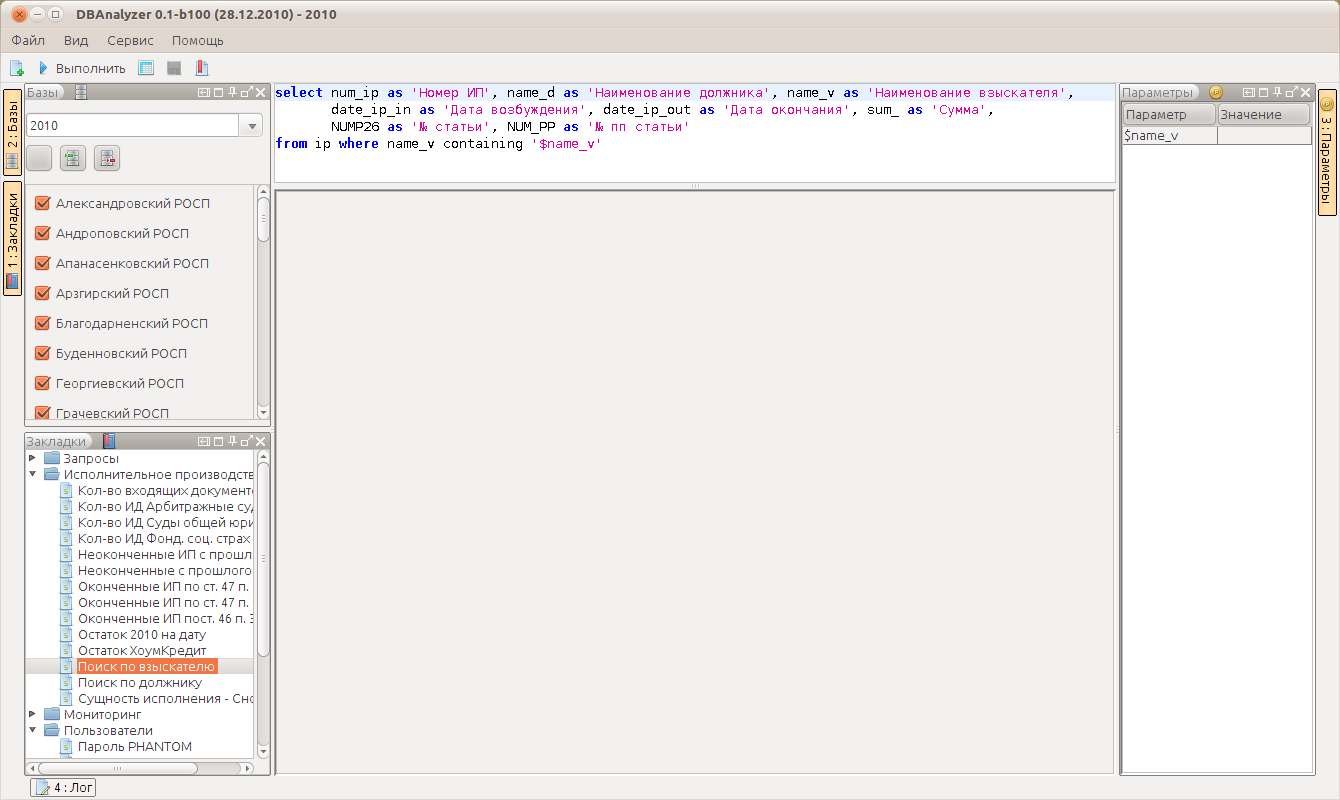 DBAnalyzer 0.1-b100 (28.12.2010) - 2010
Файл Вид Сервис Помощь
Выполнить
2 : Базы
1 : Закладки
Базы
2010
Александровский РОСП
Андроповский РОСП
Апанасенковский РОСП
Арзгирский РОСП
Благодарненский РОСП
Буденновский РОСП
Георгиевский РОСП
Грачевский РОСП
Закладки
Запросы
Исполнительное производств
Кол-во входящих документ
Кол-во ИД Арбитражные су
Кол-во ИД Суды общей юри
Кол-во ИД Фонд. соц. страх
Неоконченные ИП с прошл
Неоконченные с прошлого
Оконченные ИП по ст. 47 п.
Оконченные ИП по ст. 47 п.
Оконченные ИП пост. 46 п. 3
Остаток 2010 на дату
Остаток ХоумКредит
Поиск по взыскателю
Поиск по должнику
Сущность исполнения - Сно
Мониторинг
Пользователи
Пароль PHANTOM
select num_ip as 'Номер ИП', name_d as 'Наименование должника', name_v as 'Наименование взыскателя',
date_ip_in as 'Дата возбуждения', date_ip_out as 'Дата окончания', sum_ as 'Сумма',
NUMP26 as '№ статьи', NUM_PP as '№ пп статьи'
from ip where name_v containing '$name_v'
Параметры
Параметр Значение
$name_v
3 : Параметры
4 : Лог